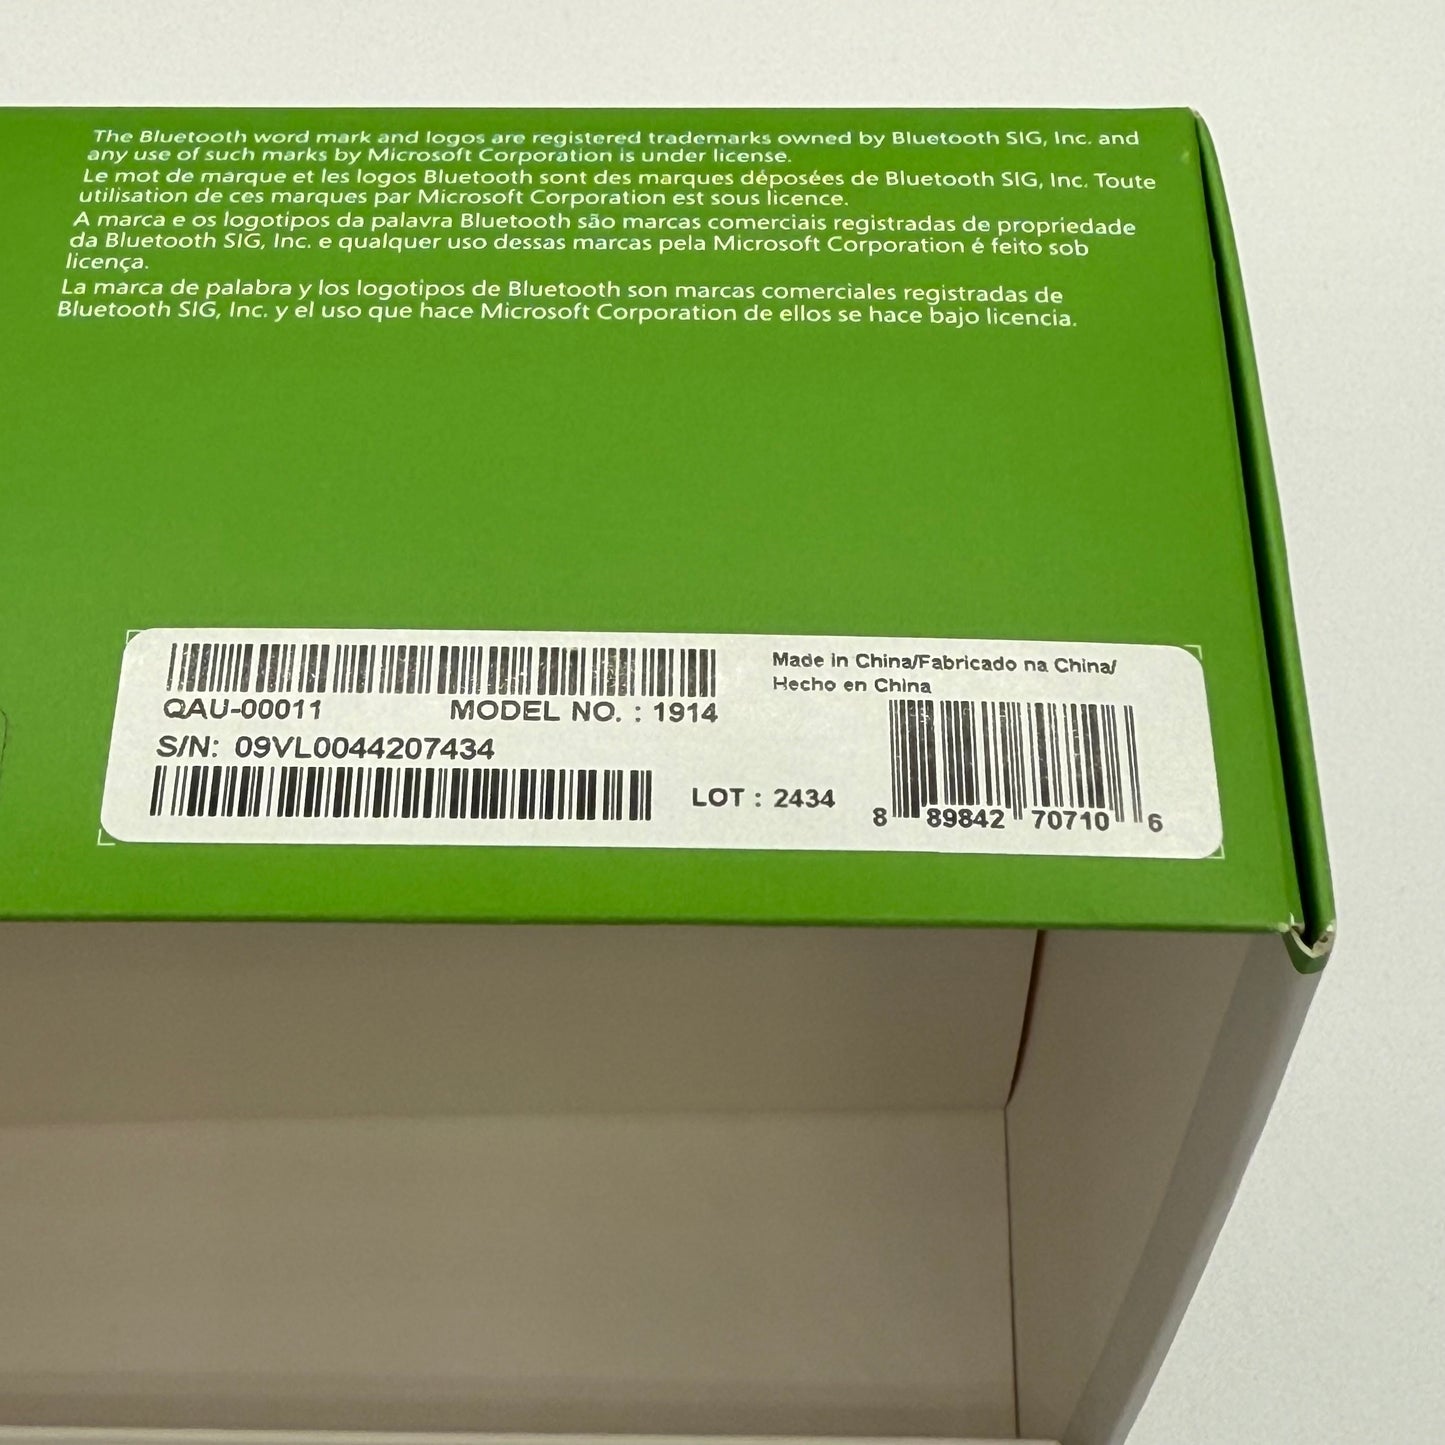 The Bluetooth word mark and logos are registered trademarks owned by Bluetooth SIG, Inc. and
any use of such marks by Microsoft Corporation is under license.
Le mot de marque et les logos Bluetooth sont des marques déposées de Bluetooth SIG, Inc. Toute
utilisation de ces marques par Microsoft Corporation est sous licence.
A marca e os logotipos da palavra Bluetooth são marcas comerciais registradas de propriedade
da Bluetooth SIG, Inc. e qualquer uso dessas marcas pela Microsoft Corporation é feito sob
licença.
La marca de palabra y los logotipos de Bluetooth son marcas comerciales registradas de
Bluetooth SIG, Inc. y el uso que hace Microsoft Corporation de ellos se hace bajo licencia.
QAU-00011 MODEL NO. : 1914
S/N: 09VL0044207434
LOT : 2434
Made in China/Fabricado na China/
Hecho en China
8 89842 70710 6